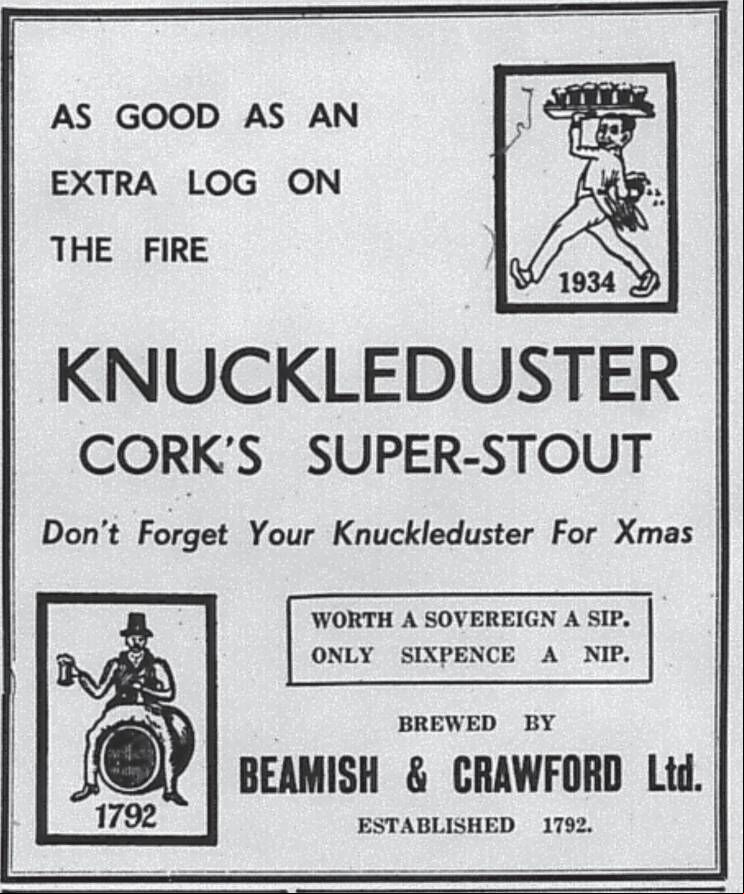 AS GOOD AS AN
EXTRA LOG ON
THE FIRE
1934
KNUCKLEDUSTER
CORK'S SUPER-STOUT
Don't Forget Your Knuckleduster For Xmas
1792
WORTH A SOVEREIGN A SIP.
ONLY SIXPENCE A NIP.
BREWED BY
BEAMISH & CRAWFORD Ltd.
ESTABLISHED 1792.